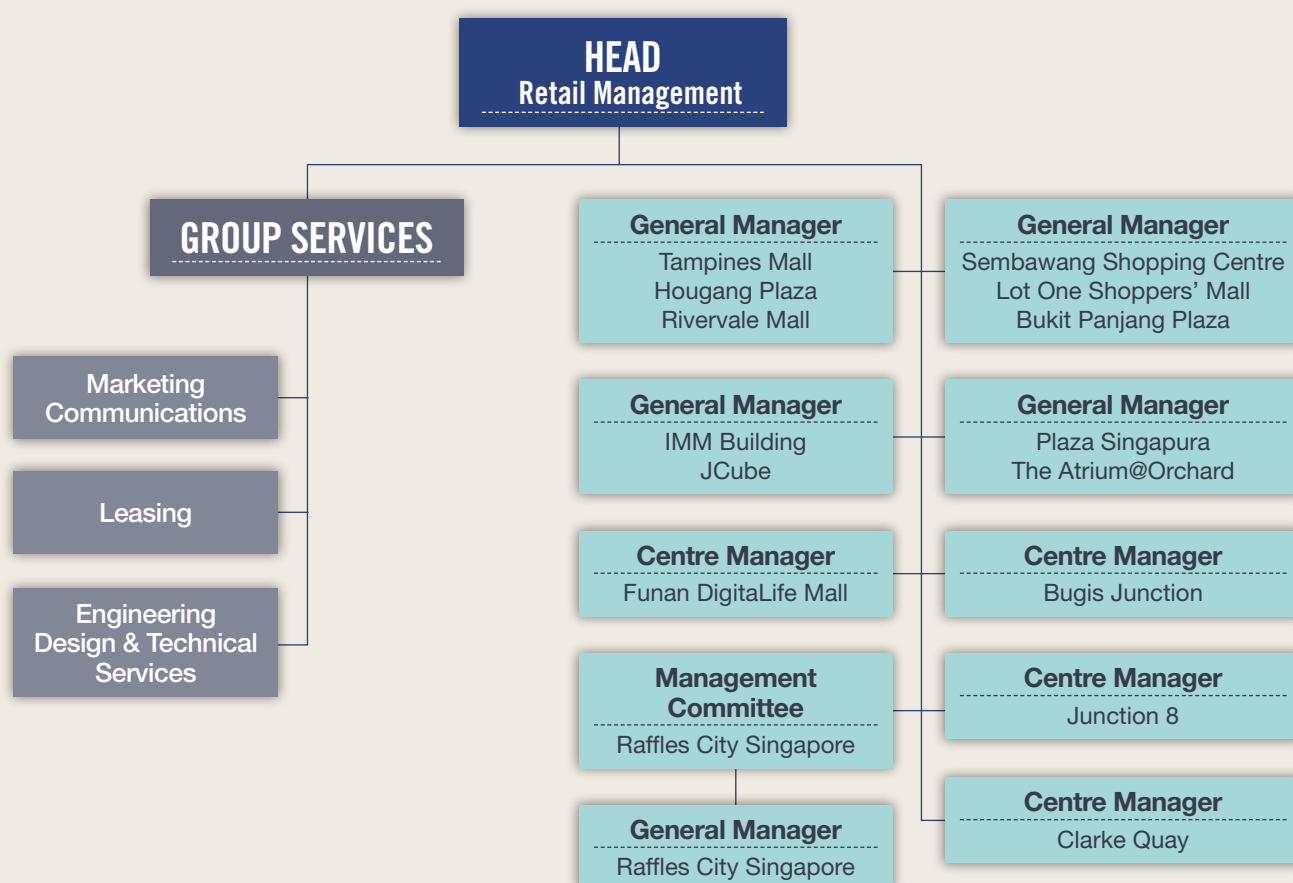 HEAD
Retail Management
GROUP SERVICES
Marketing
Communications
Leasing
Engineering
Design & Technical
Services
General Manager
Tampines Mall
Hougang Plaza
Rivervale Mall
General Manager
Sembawang Shopping Centre
Lot One Shoppers’ Mall
Bukit Panjang Plaza
General Manager
IMM Building
JCube
General Manager
Plaza Singapura
The Atrium@Orchard
Centre Manager
Funan DigitaLife Mall
Centre Manager
Bugis Junction
Management
Committee
Raffles City Singapore
Centre Manager
Junction 8
General Manager
Raffles City Singapore
Centre Manager
Clarke Quay